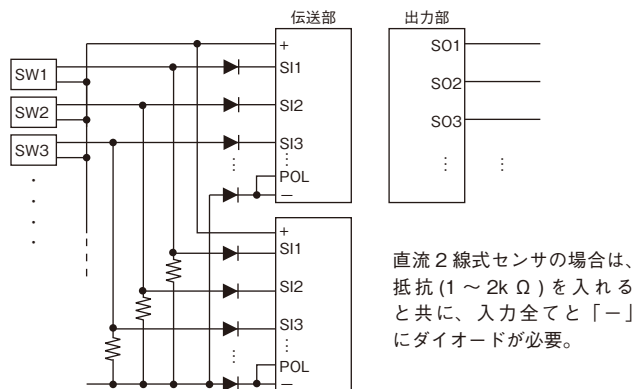 伝送部
出力部
SW1
SW2
SW3
+
SI1
SI2
SI3
POL
−
SO1
SO2
SO3
+
SI1
SI2
SI3
POL
−
直流2線式センサの場合は、
抵抗(1～2kΩ)を入れる
と共に、入力全てと「－」
にダイオードが必要。